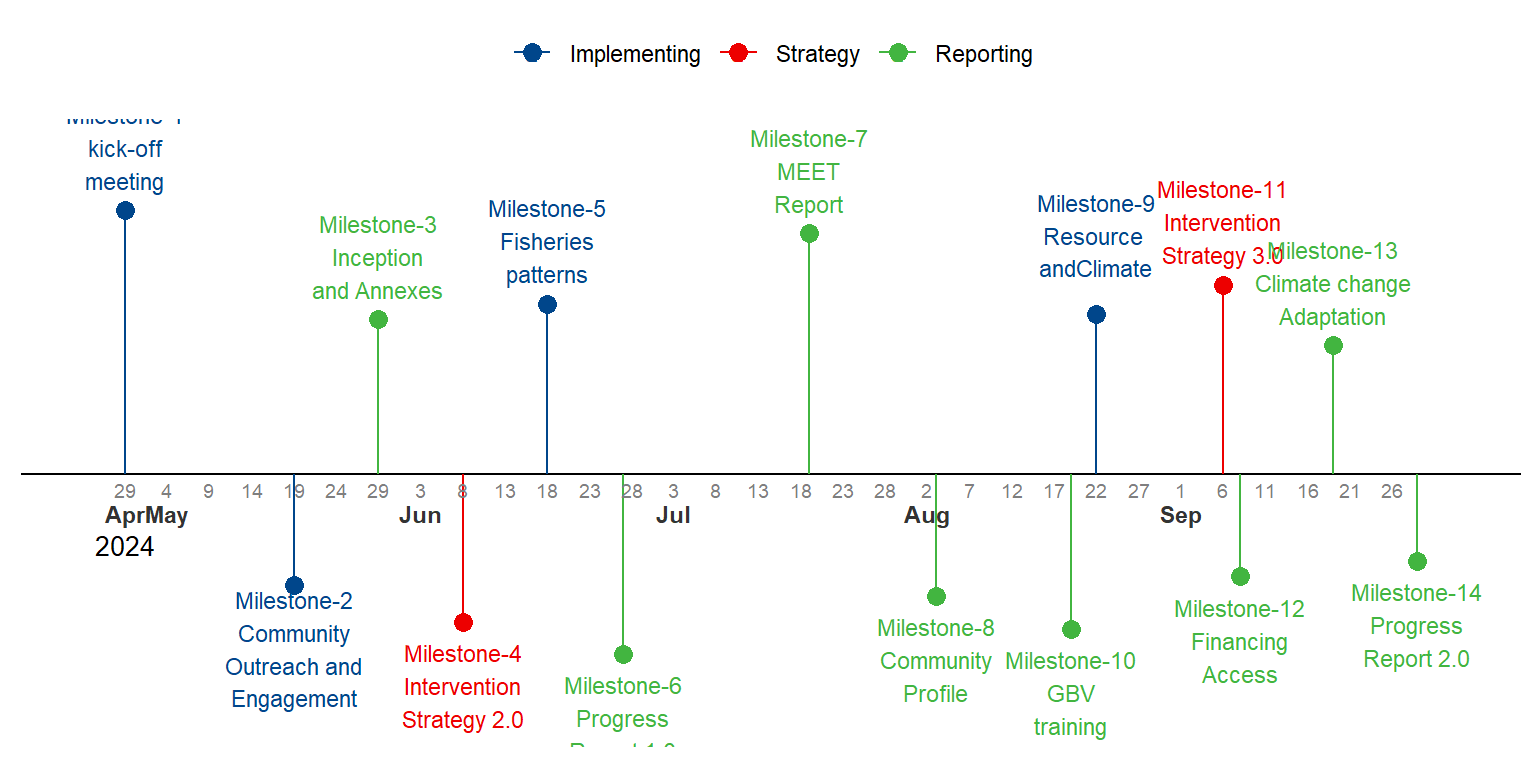 Implementing Strategy Reporting
Milestone-1
kick-off
meeting
Milestone-3
Inception
and Annexes
Milestone-5
Fisheries
patterns
Milestone-7
MEET
Report
Milestone-9
Resource
andClimate
Milestone-11
Intervention
Strategy 3.0
Milestone-13
Climate change
Adaptation
29 4 9 14 19 24 29 3 8 13 18 23 28 3 8 13 18 23 28 2 7 12 17 22 27 1 6 11 16 21 26
AprMay Jun Jul Aug Sep
2024
Milestone-2
Community
Outreach and
Engagement
Milestone-4
Intervention
Strategy 2.0
Milestone-6
Progress
Report 1.0
Milestone-8
Community
Profile
Milestone-10
GBV
training
Milestone-12
Financing
Access
Milestone-14
Progress
Report 2.0